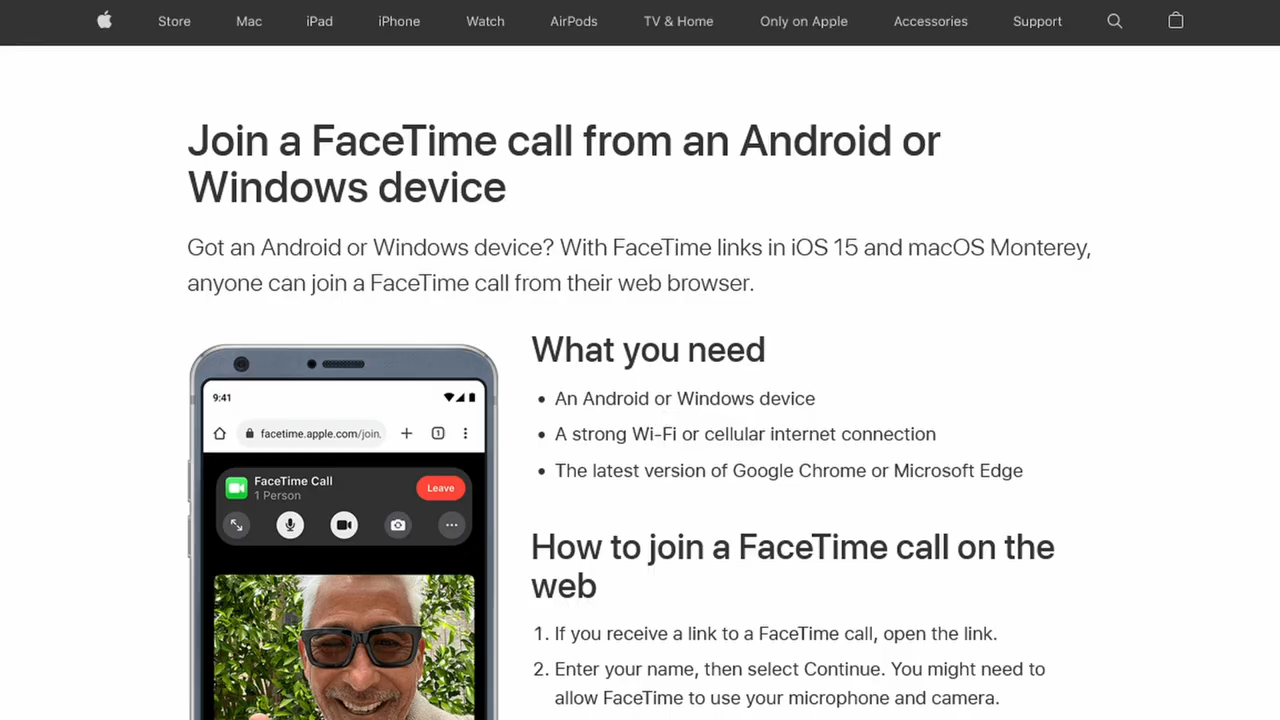 Store Mac iPad iPhone Watch AirPods TV & Home Only on Apple Accessories Support
Join a FaceTime call from an Android or
Windows device
Got an Android or Windows device? With FaceTime links in iOS 15 and macOS Monterey,
anyone can join a FaceTime call from their web browser.
9:41
facetime.apple.com/join.
1
FaceTime Call
1 Person
Leave
What you need
• An Android or Windows device
• A strong Wi-Fi or cellular internet connection
• The latest version of Google Chrome or Microsoft Edge
How to join a FaceTime call on the
web
1. If you receive a link to a FaceTime call, open the link.
2. Enter your name, then select Continue. You might need to
allow FaceTime to use your microphone and camera.